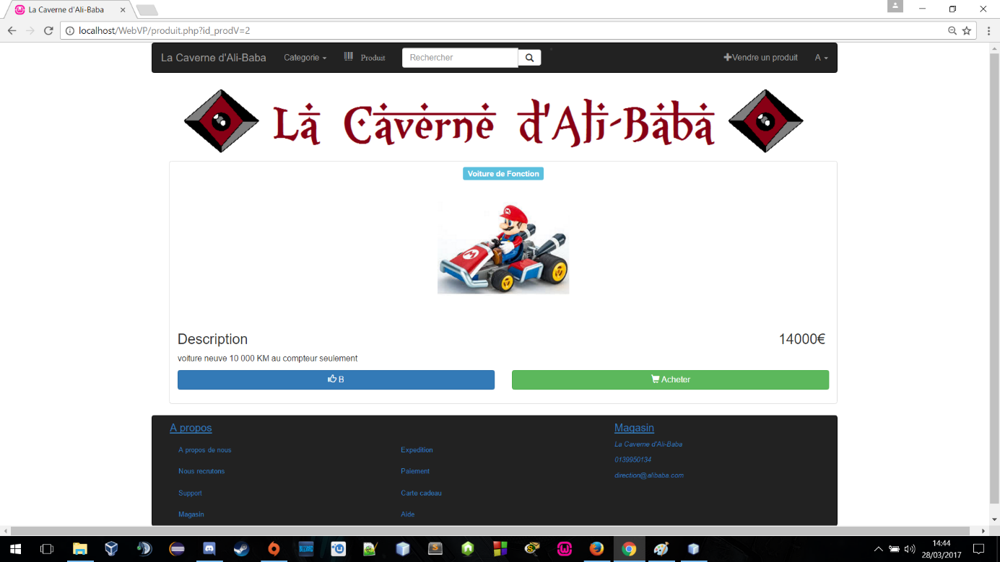 La Caverne d'Ali-Baba
localhost/WebVP/produit.php?id_prodV=2
La Caverne d'Ali-Baba Categorie Produit Rechercher Vendre un produit A
La Caverne d'Ali-Baba
Voiture de Fonction
M
M
Description 14000€
voiture neuve 10 000 KM au compteur seulement
B Acheter
A propos Magasin
La Caverne d'Ali-Baba
A propos de nous Expedition
0139950134
Nous recrutons Paiement
direction@alibaba.com
Support Carte cadeau
Magasin Aide
14:44
28/03/2017